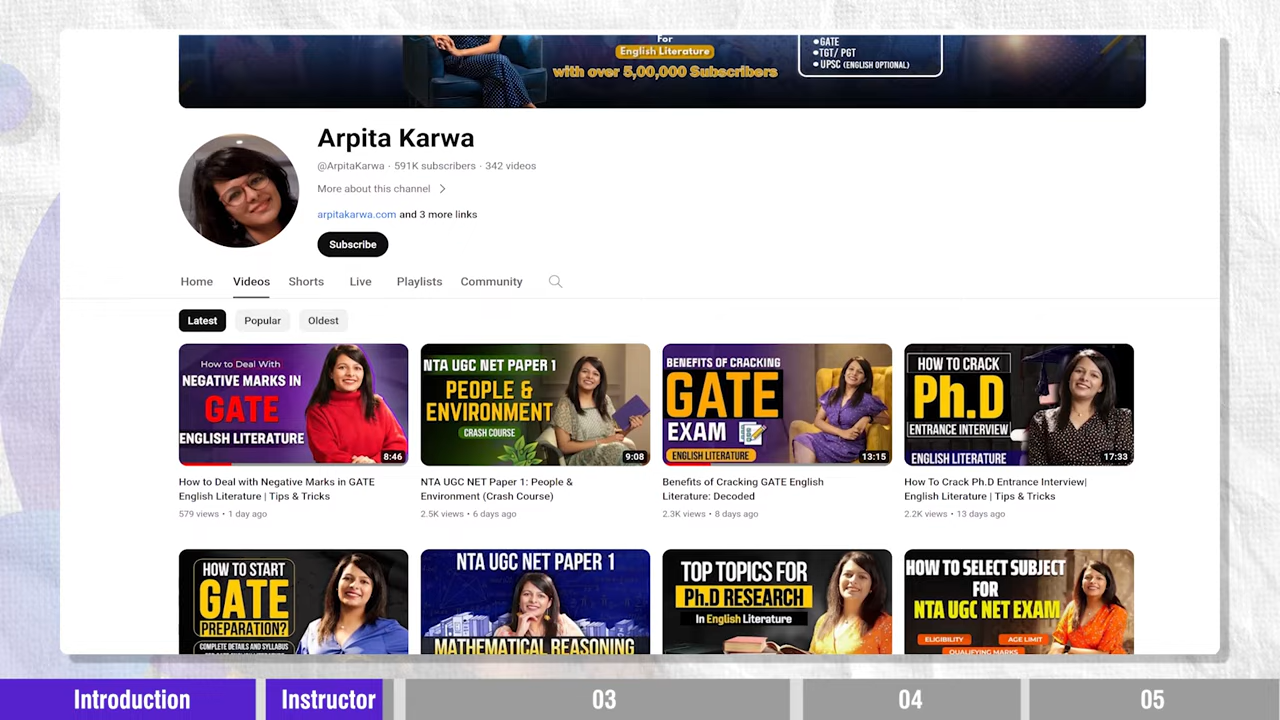 For
English Literature
with over 5,00,000 Subscribers
•GATE
•TGT/ PGT
•UPSC (ENGLISH OPTIONAL)
Arpita Karwa
@ArpitaKarwa · 591K subscribers · 342 videos
More about this channel
arpitakarwa.com and 3 more links
Subscribe
Home Videos Shorts Live Playlists Community
Latest Popular Oldest
How to Deal With
NEGATIVE MARKS IN
GATE
ENGLISH LITERATURE
8:46
NTA UGC NET PAPER 1
PEOPLE &
ENVIRONMENT
CRASH COURSE
9:08
BENEFITS OF CRACKING
GATE
EXAM
ENGLISH LITERATURE
13:15
HOW TO CRACK
Ph.D
ENTRANCE INTERVIEW
ENGLISH LITERATURE
17:33
How to Deal with Negative Marks in GATE
English Literature | Tips & Tricks
579 views • 1 day ago
NTA UGC NET Paper 1: People &
Environment (Crash Course)
2.5K views • 6 days ago
Benefits of Cracking GATE English
Literature: Decoded
2.3K views • 8 days ago
How To Crack Ph.D Entrance Interview|
English Literature | Tips & Tricks
2.2K views • 13 days ago
HOW TO START
GATE
PREPARATION?
COMPLETE DETAILS AND SYLLABUS
NTA UGC NET PAPER 1
MATHEMATICAL REASONING
TOP TOPICS FOR
Ph.D RESEARCH
In English Literature
HOW TO SELECT SUBJECT
FOR
NTA UGC NET EXAM
ELIGIBILITY AGE LIMIT
QUALIFYING MARKS
Introduction Instructor 03 04 05